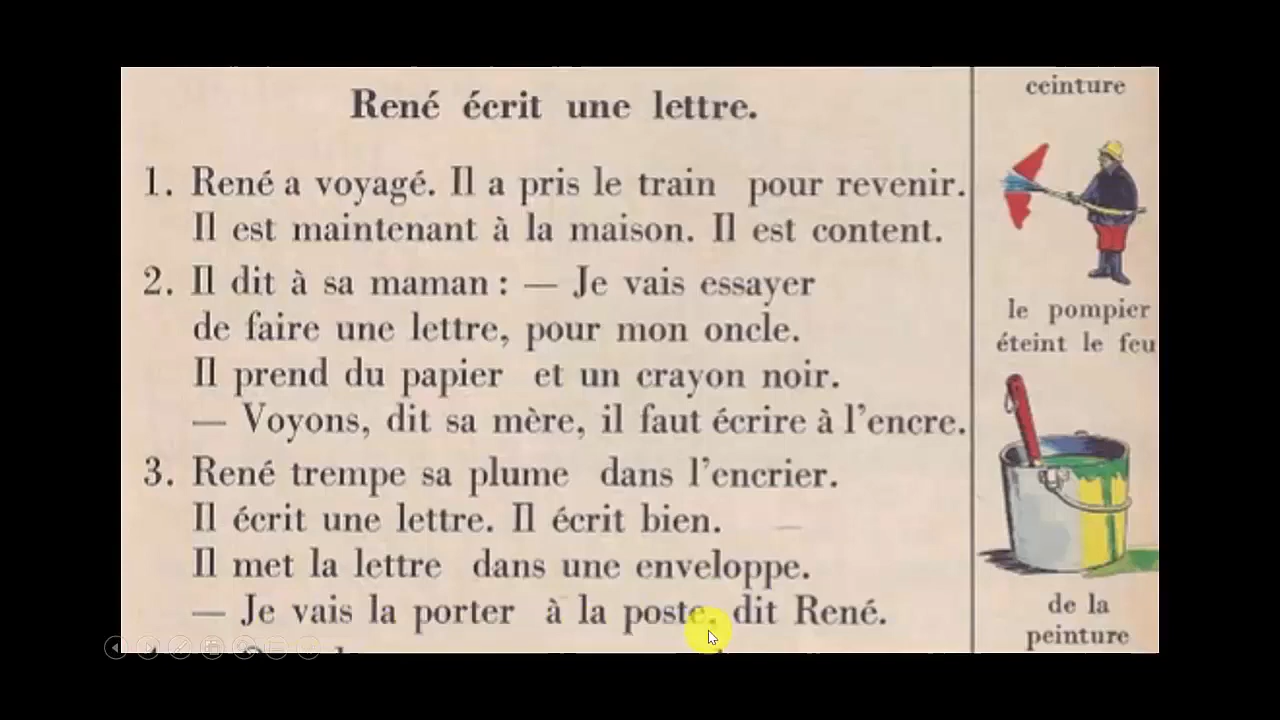 René écrit une lettre.
1. René a voyagé. Il a pris le train pour revenir.
Il est maintenant à la maison. Il est content.
2. Il dit à sa maman : — Je vais essayer
de faire une lettre, pour mon oncle.
Il prend du papier et un crayon noir.
— Voyons, dit sa mère, il faut écrire à l'encre.
3. René trempe sa plume dans l'encrier.
Il écrit une lettre. Il écrit bien.
Il met la lettre dans une enveloppe.
— Je vais la porter à la poste, dit René.
ceinture
le pompier
éteint le feu
de la
peinture